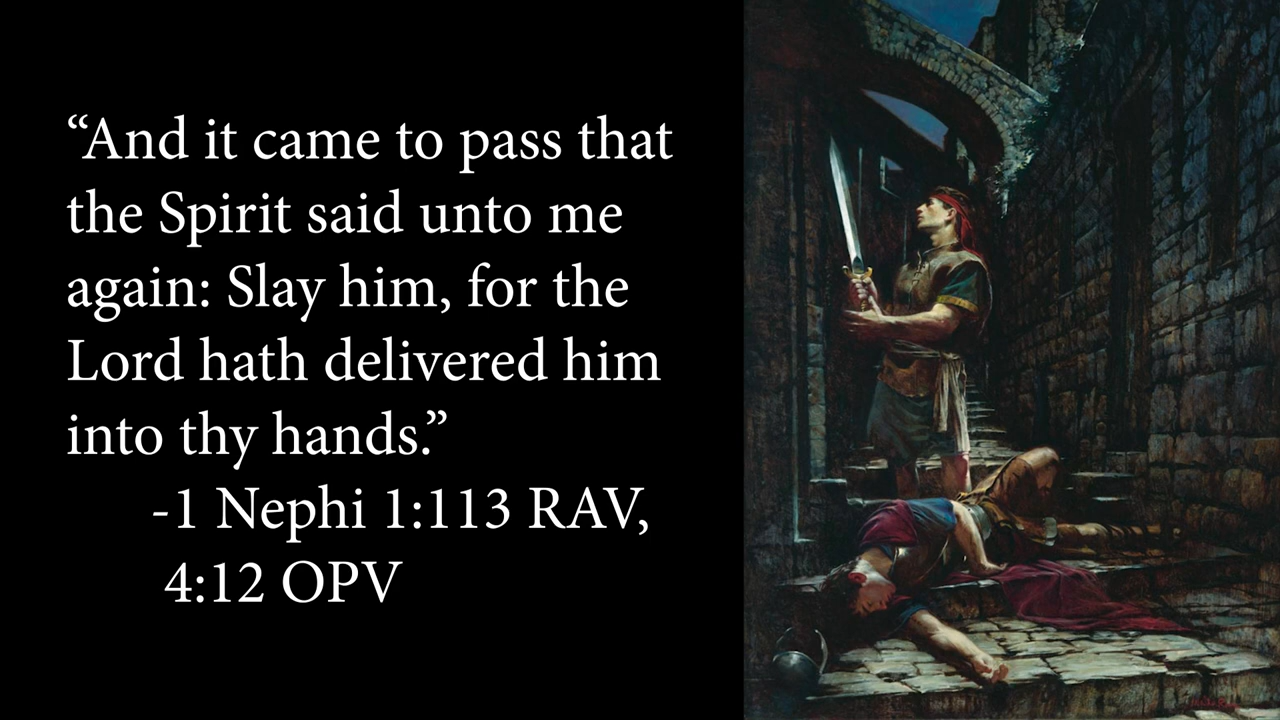 “And it came to pass that
the Spirit said unto me
again: Slay him, for the
Lord hath delivered him
into thy hands.”
-1 Nephi 1:113 RAV,
4:12 OPV